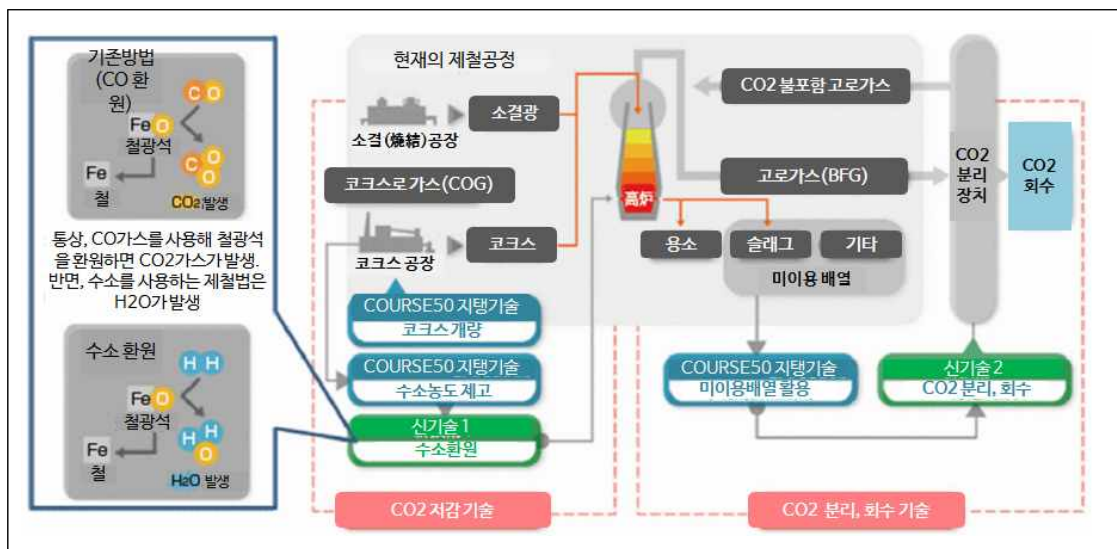 기존방법
(CO 환
원)
C O
Fe O
철광석
Fe
철
C O O
CO2 발생
통상, CO가스를 사용해 철광석
을 환원하면 CO2가스가 발생.
반면, 수소를 사용하는 제철법은
H2O가 발생
수소 환원
H H
Fe O
철광석
Fe
철
H H O
H2O 발생
현재의 제철공정
소결(燒結)공장
소결광
코크스로 가스(COG)
코크스 공장
코크스
COURSE50 지탱기술
코크스 개량
COURSE50 지탱기술
수소농도 제고
신기술 1
수소환원
CO2 저감 기술
高炉
CO2 불포함 고로가스
고로가스(BFG)
용소
슬래그
기타
미이용 배열
COURSE50 지탱기술
미이용배열 활용
CO2
분리
장치
CO2
회수
신기술 2
CO2 분리, 회수
CO2 분리, 회수 기술